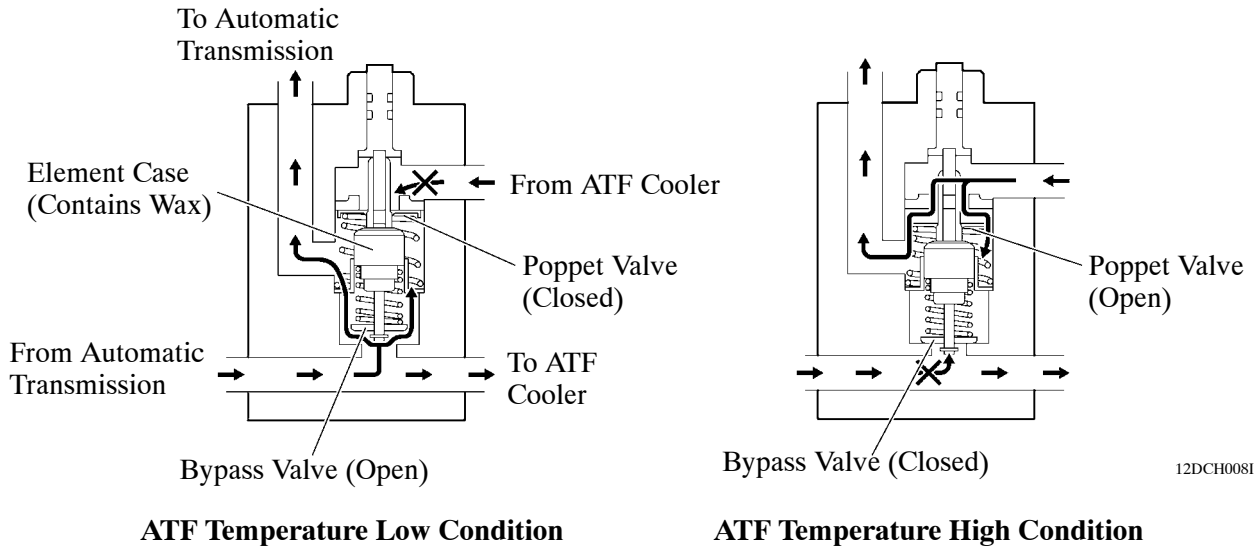 To Automatic
Transmission
Element Case
(Contains Wax)
From ATF Cooler
Poppet Valve
(Closed)
Poppet Valve
(Open)
From Automatic
Transmission
To ATF
Cooler
Bypass Valve (Open)
Bypass Valve (Closed)
12DCH008I
ATF Temperature Low Condition
ATF Temperature High Condition